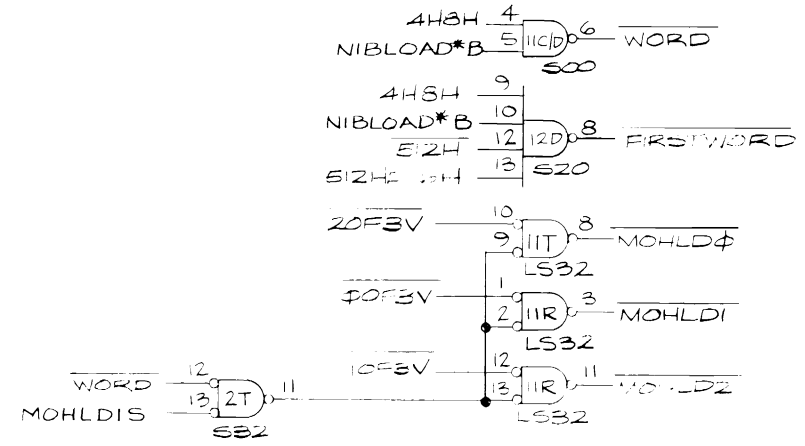 4H8H 4 6 WORD
NIBLOAD*B 5 11C/D
S00
4H8H 9
NIBLOAD*B 10 8 FIRSTWORD
512H 12 12D
13 S20
20F3V 10 8 MOHLDϕ
9 11T
LS32
ϕ0F3V 1 3 MOHLD1
2 11R
LS32
10F3V 12 11
13 11R
LS32
WORD 12 11
MOHLDIS 13 2T
S32